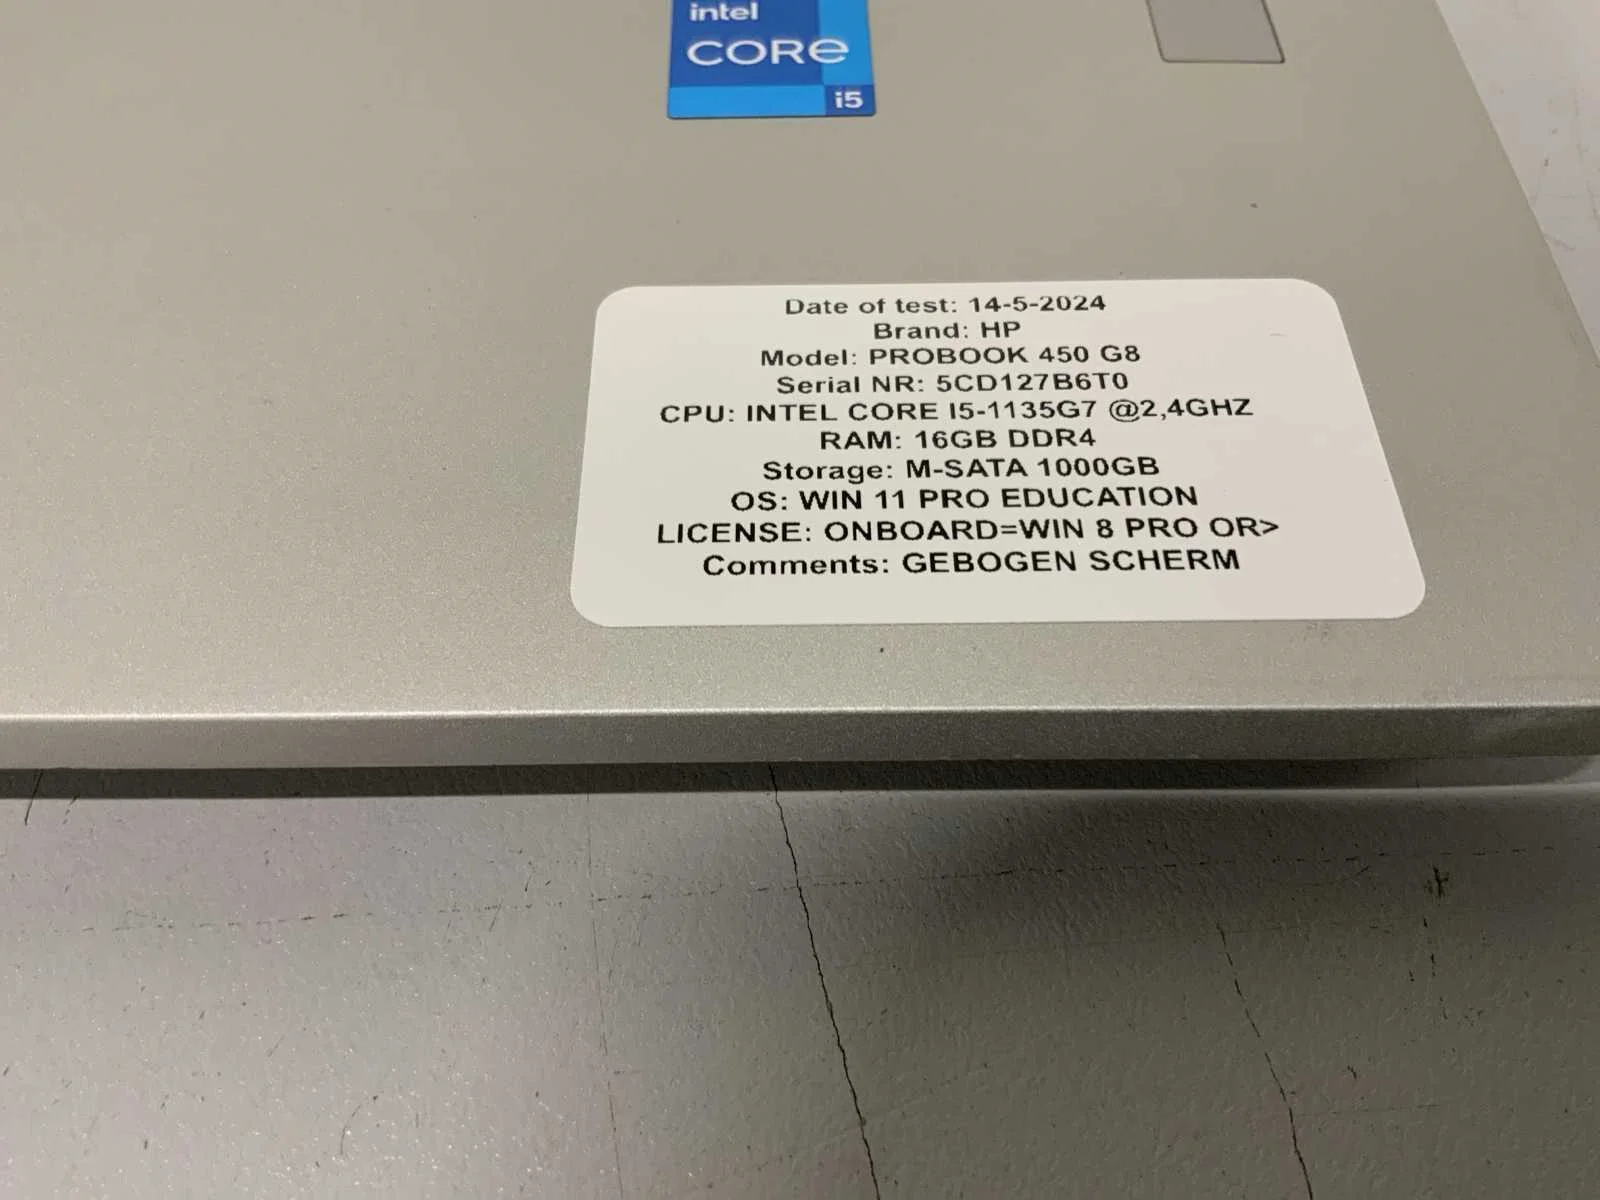 intel
CORE
i5
Date of test: 14-5-2024
Brand: HP
Model: PROBOOK 450 G8
Serial NR: 5CD127B6T0
CPU: INTEL CORE I5-1135G7 @2,4GHZ
RAM: 16GB DDR4
Storage: M-SATA 1000GB
OS: WIN 11 PRO EDUCATION
LICENSE: ONBOARD=WIN 8 PRO OR>
Comments: GEBOGEN SCHERM